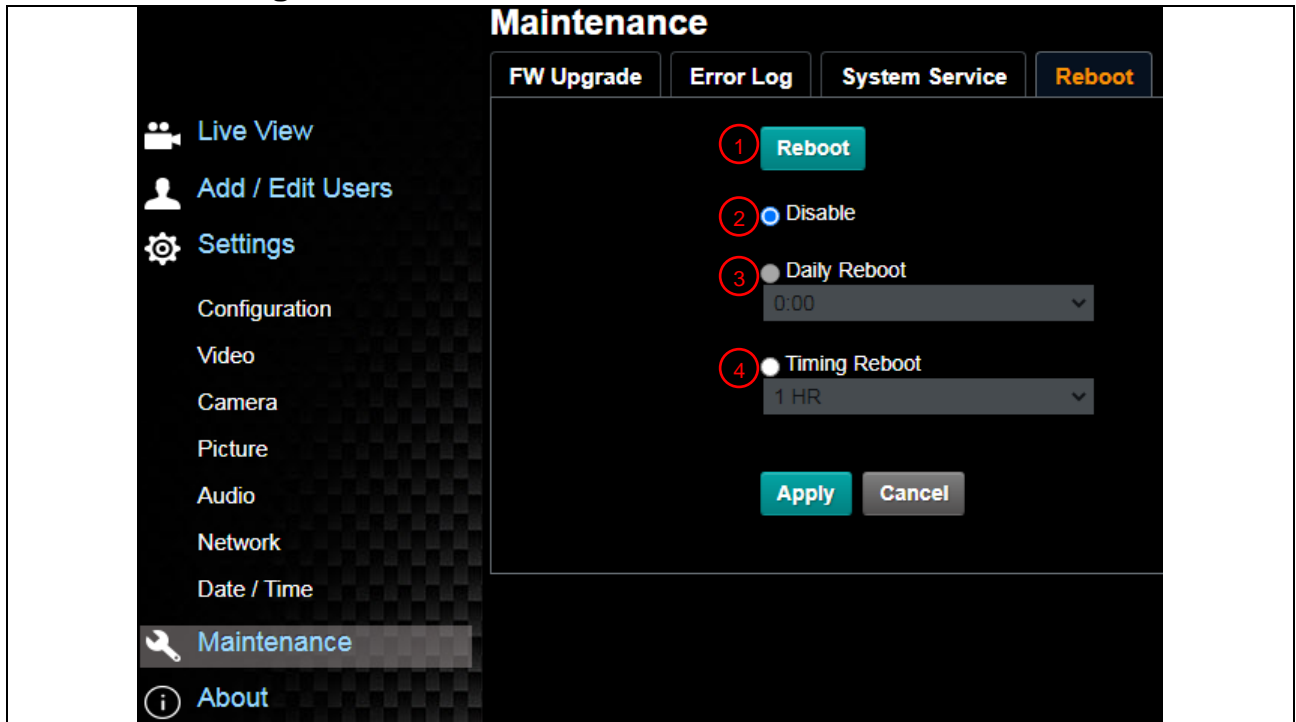 Maintenance
FW Upgrade Error Log System Service Reboot
Live View
Add / Edit Users
Settings
Configuration
Video
Camera
Picture
Audio
Network
Date / Time
Maintenance
About
1 Reboot
2 Disable
3 Daily Reboot
0:00
4 Timing Reboot
1 HR
Apply Cancel